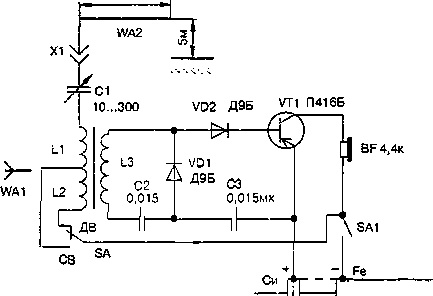 WA2
5м
X1
C1
10...300
VD2 Д9Б
VT1 П416Б
L1
L3
VD1
Д9Б
BF 4,4к
WA1
L2
C2
0,015
C3
0,015мк
ДВ
СВ
SA
SA1
Cu + - Fe